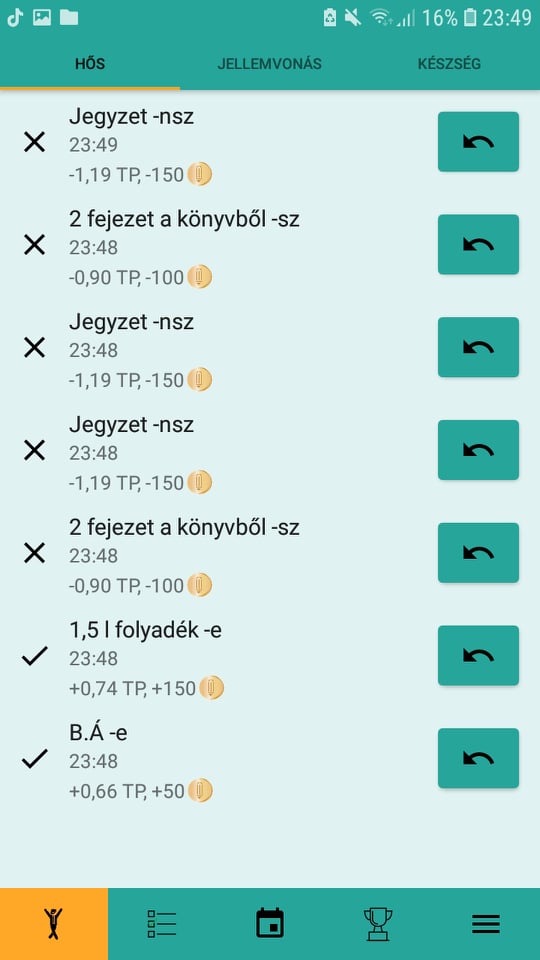 16% 23:49
HŐS JELLEMVONÁS KÉSZSÉG
Jegyzet -nsz
23:49
-1,19 TP, -150
2 fejezet a könyvből -sz
23:48
-0,90 TP, -100
Jegyzet -nsz
23:48
-1,19 TP, -150
Jegyzet -nsz
23:48
-1,19 TP, -150
2 fejezet a könyvből -sz
23:48
-0,90 TP, -100
1,5 l folyadék -e
23:48
+0,74 TP, +150
B.Á -e
23:48
+0,66 TP, +50